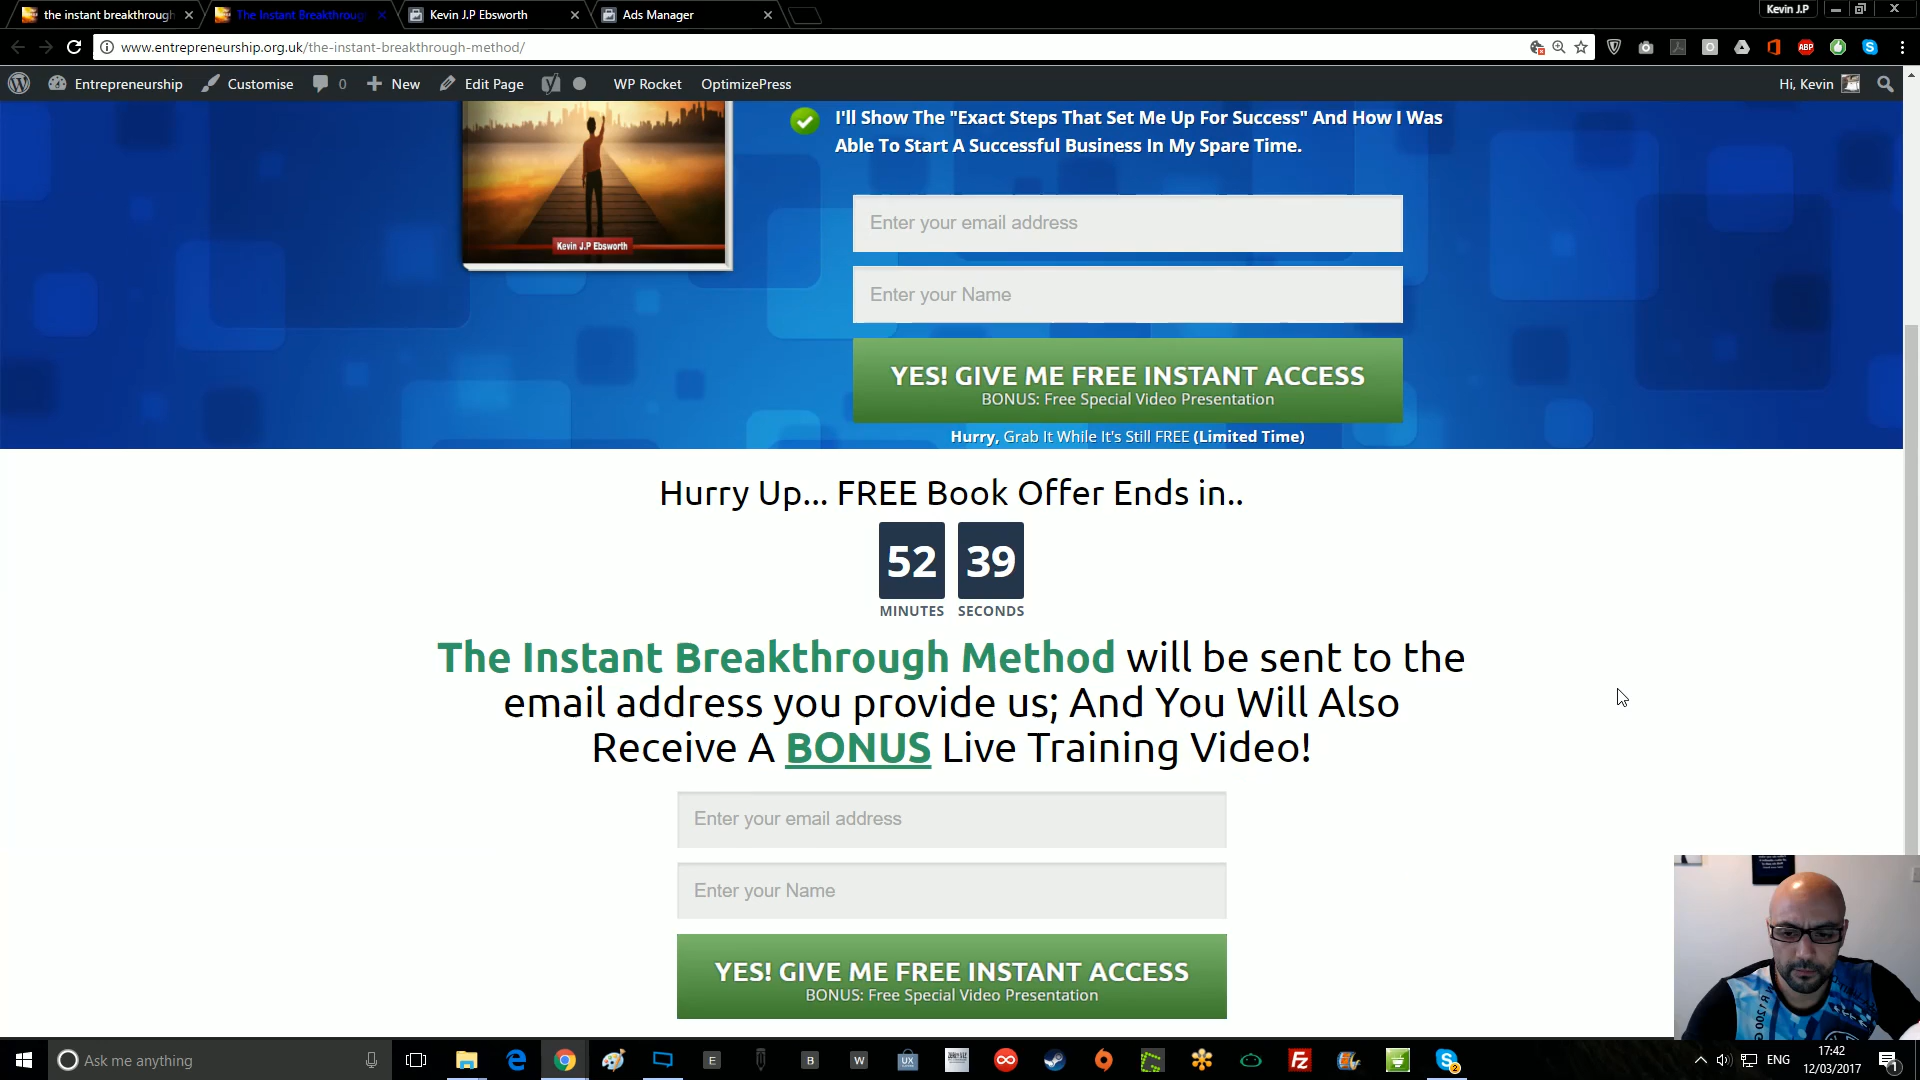 the instant breakthrough
The Instant Breakthroug
Kevin J.P Ebsworth
Ads Manager
Kevin J.P
www.entrepreneurship.org.uk/the-instant-breakthrough-method/
ABP
Entrepreneurship
Customise
0
New
Edit Page
WP Rocket
OptimizePress
Hi, Kevin
I'll Show The "Exact Steps That Set Me Up For Success" And How I Was
Able To Start A Successful Business In My Spare Time.
Kevin J.P Ebsworth
Enter your email address
Enter your Name
YES! GIVE ME FREE INSTANT ACCESS
BONUS: Free Special Video Presentation
Hurry, Grab It While It's Still FREE (Limited Time)
Hurry Up... FREE Book Offer Ends in..
52 39
MINUTES SECONDS
The Instant Breakthrough Method will be sent to the
email address you provide us; And You Will Also
Receive A BONUS Live Training Video!
Enter your email address
Enter your Name
YES! GIVE ME FREE INSTANT ACCESS
BONUS: Free Special Video Presentation
Ask me anything
E
B
W
UX
Fz
2
ENG
17:42
12/03/2017
1